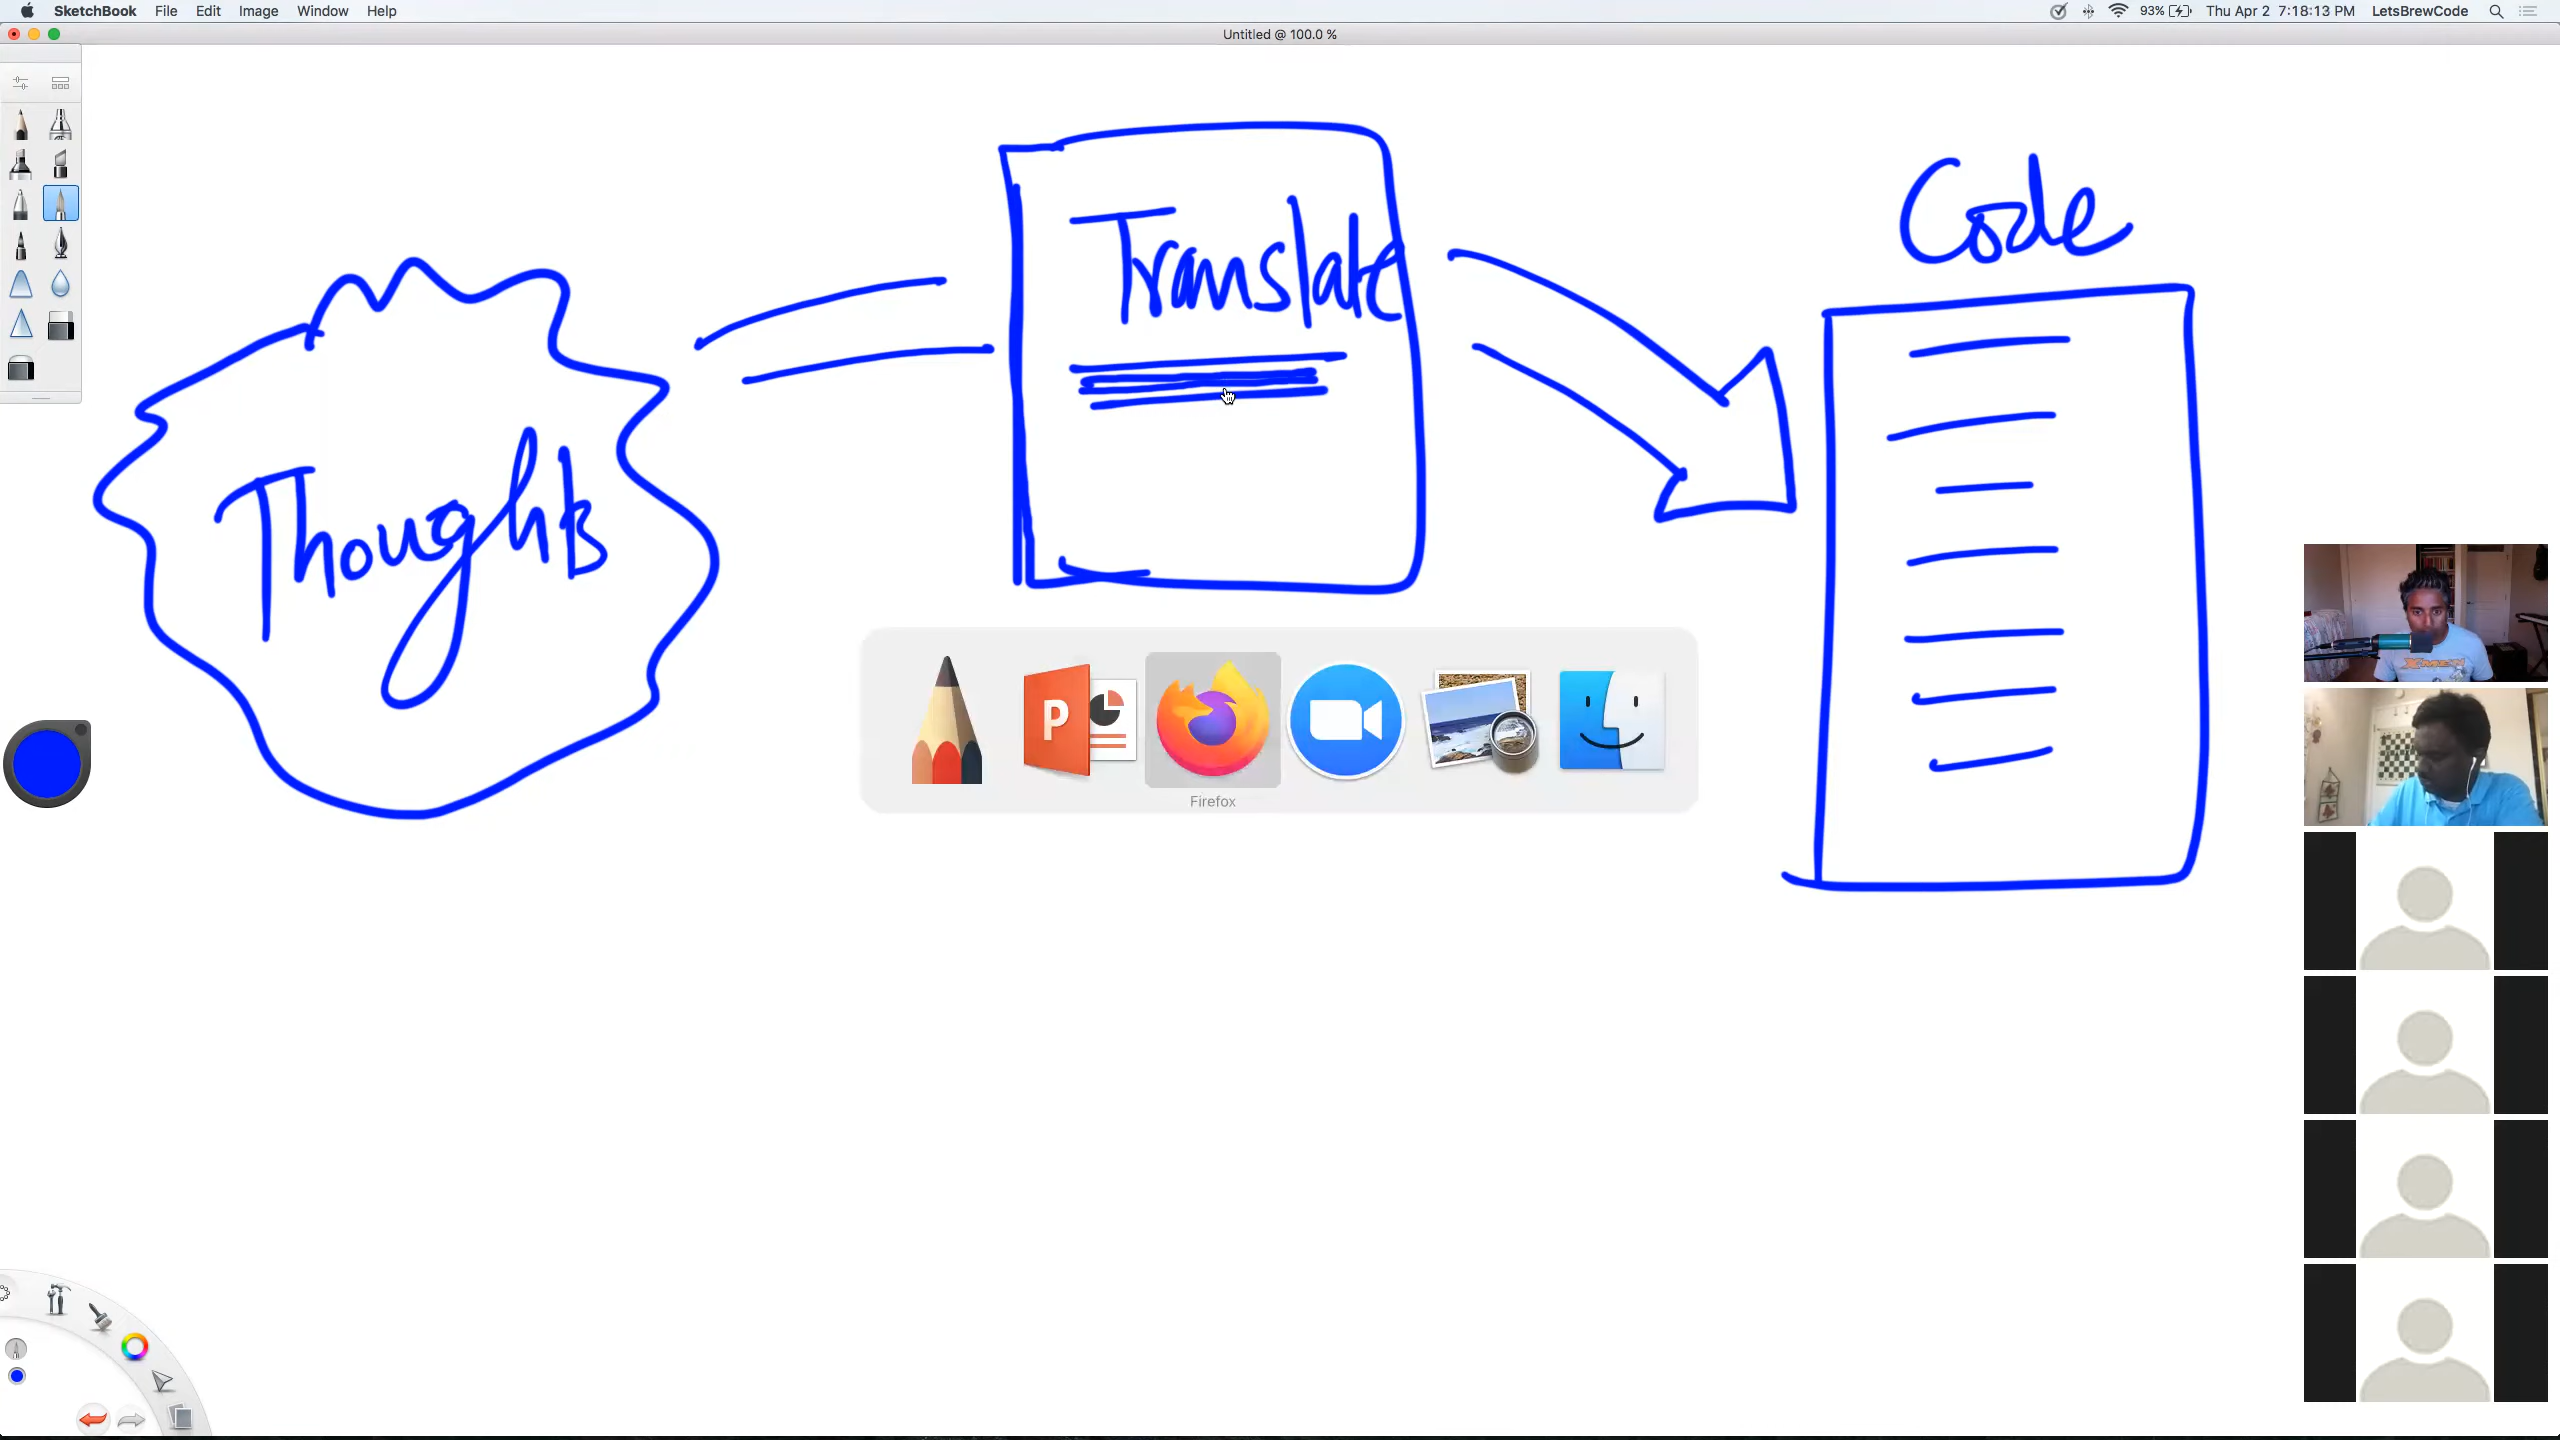 SketchBook File Edit Image Window Help
93% Thu Apr 2 7:18:13 PM LetsBrewCode
Untitled @ 100.0 %
Thoughts
Translate
Code
P
Firefox
X-MEN